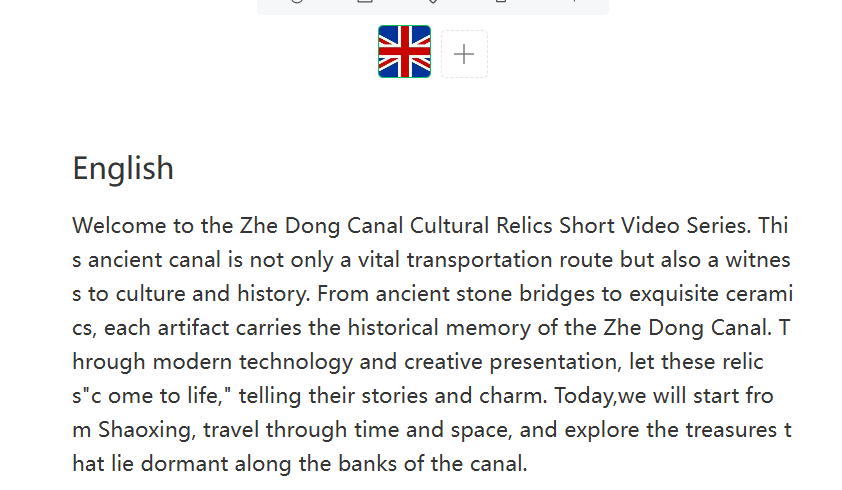 English
Welcome to the Zhe Dong Canal Cultural Relics Short Video Series. Thi
s ancient canal is not only a vital transportation route but also a witnes
s to culture and history. From ancient stone bridges to exquisite cerami
cs, each artifact carries the historical memory of the Zhe Dong Canal. T
hrough modern technology and creative presentation, let these relic
s"c ome to life," telling their stories and charm. Today,we will start fro
m Shaoxing, travel through time and space, and explore the treasures t
hat lie dormant along the banks of the canal.